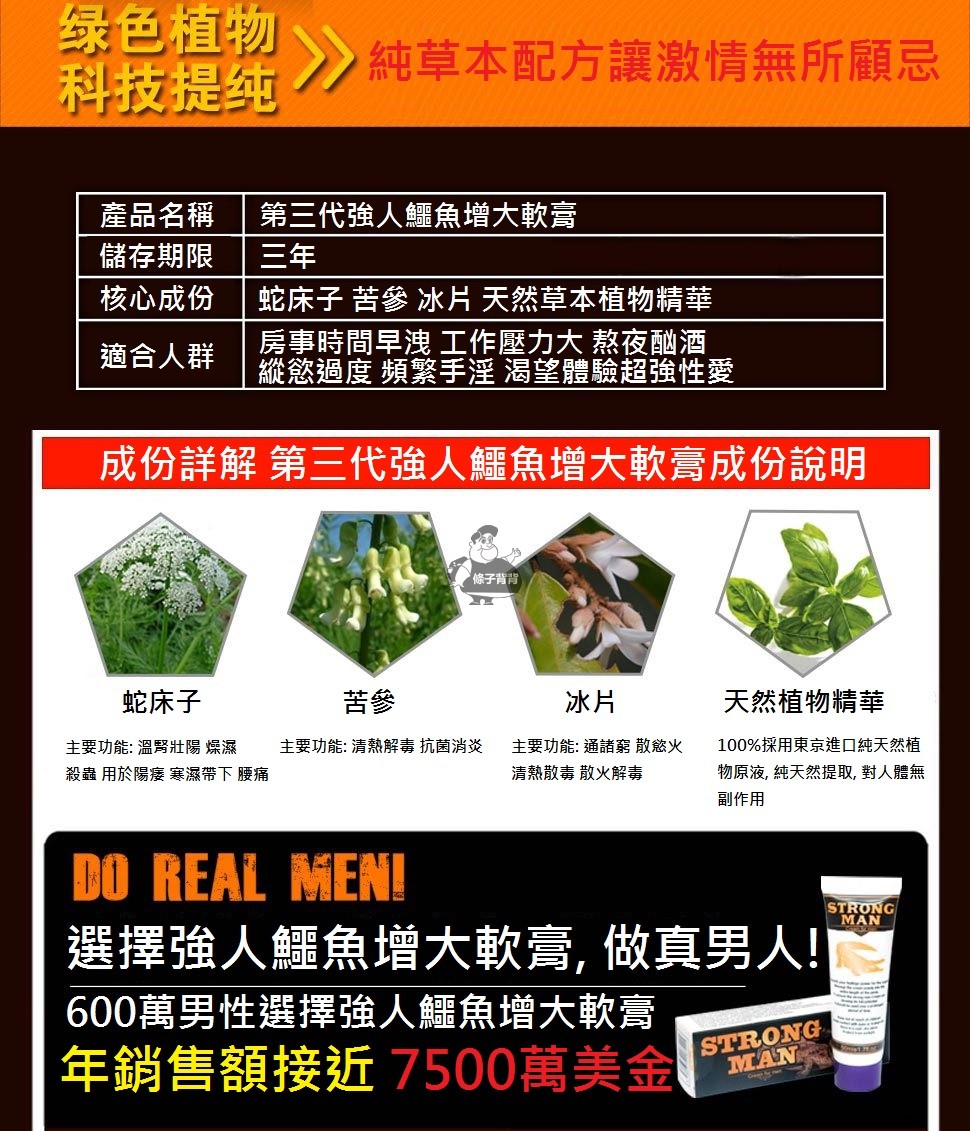 绿色植物
科技提纯
純草本配方讓激情無所顧忌
產品名稱 第三代強人鱷魚增大軟膏
儲存期限 三年
核心成份 蛇床子 苦參 冰片 天然草本植物精華
適合人群 房事時間早洩 工作壓力大 熬夜酗酒
縱慾過度 頻繁手淫 渴望體驗超強性愛
成份詳解 第三代強人鱷魚增大軟膏成份說明
條子背背
蛇床子
主要功能: 溫腎壯陽 燥濕
殺蟲 用於陽痿 寒濕帶下 腰痛
苦參
主要功能: 清熱解毒 抗菌消炎
冰片
主要功能: 通諸窮 散慾火
清熱散毒 散火解毒
天然植物精華
100%採用東京進口純天然植
物原液, 純天然提取, 對人體無
副作用
DO REAL MEN!
選擇強人鱷魚增大軟膏, 做真男人!
600萬男性選擇強人鱷魚增大軟膏
年銷售額接近 7500萬美金
STRONG
MAN
STRONG
MAN